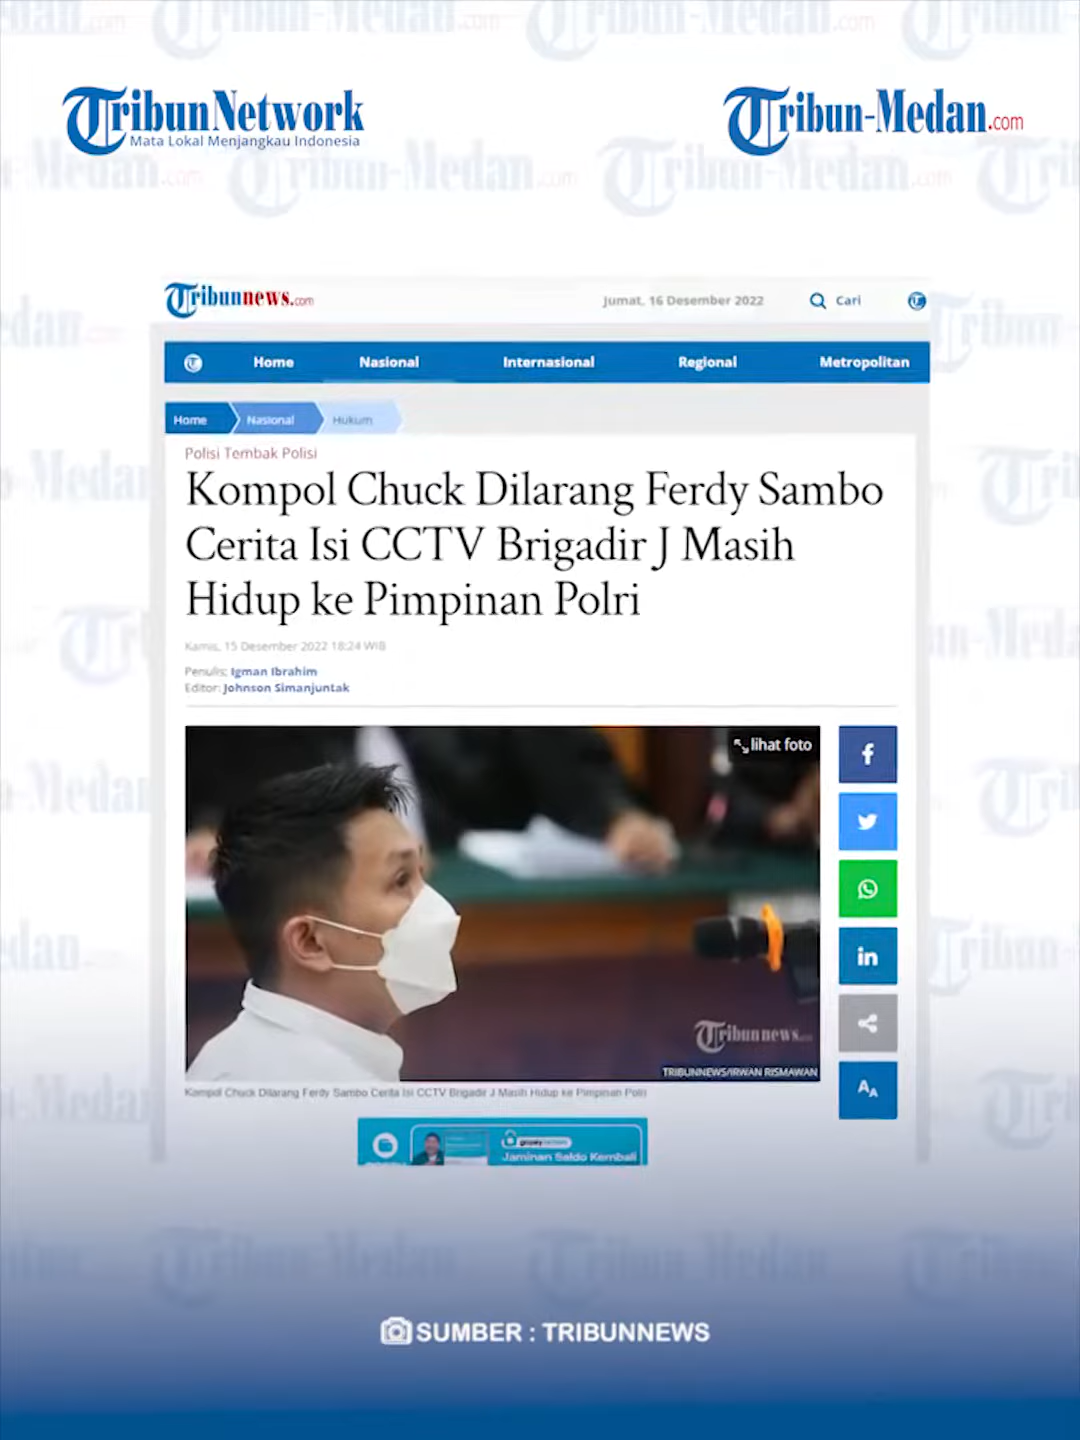 Tribun Network
Mata Lokal Menjangkau Indonesia
Tribun-Medan.com
Tribunnews.com
Jumat, 16 Desember 2022
Cari
Home Nasional Internasional Regional Metropolitan
Home Nasional Hukum
Polisi Tembak Polisi
Kompol Chuck Dilarang Ferdy Sambo
Cerita Isi CCTV Brigadir J Masih
Hidup ke Pimpinan Polri
Kamis, 15 Desember 2022 18:24 WIB
Penulis: Igman Ibrahim
Editor: Johnson Simanjuntak
lihat foto
Tribunnews.com
TRIBUNNEWS/IRWAN RISMAWAN
Kompol Chuck Dilarang Ferdy Sambo Cerita Isi CCTV Brigadir J Masih Hidup ke Pimpinan Polri
Jaminan Saldo Kembali
SUMBER : TRIBUNNEWS